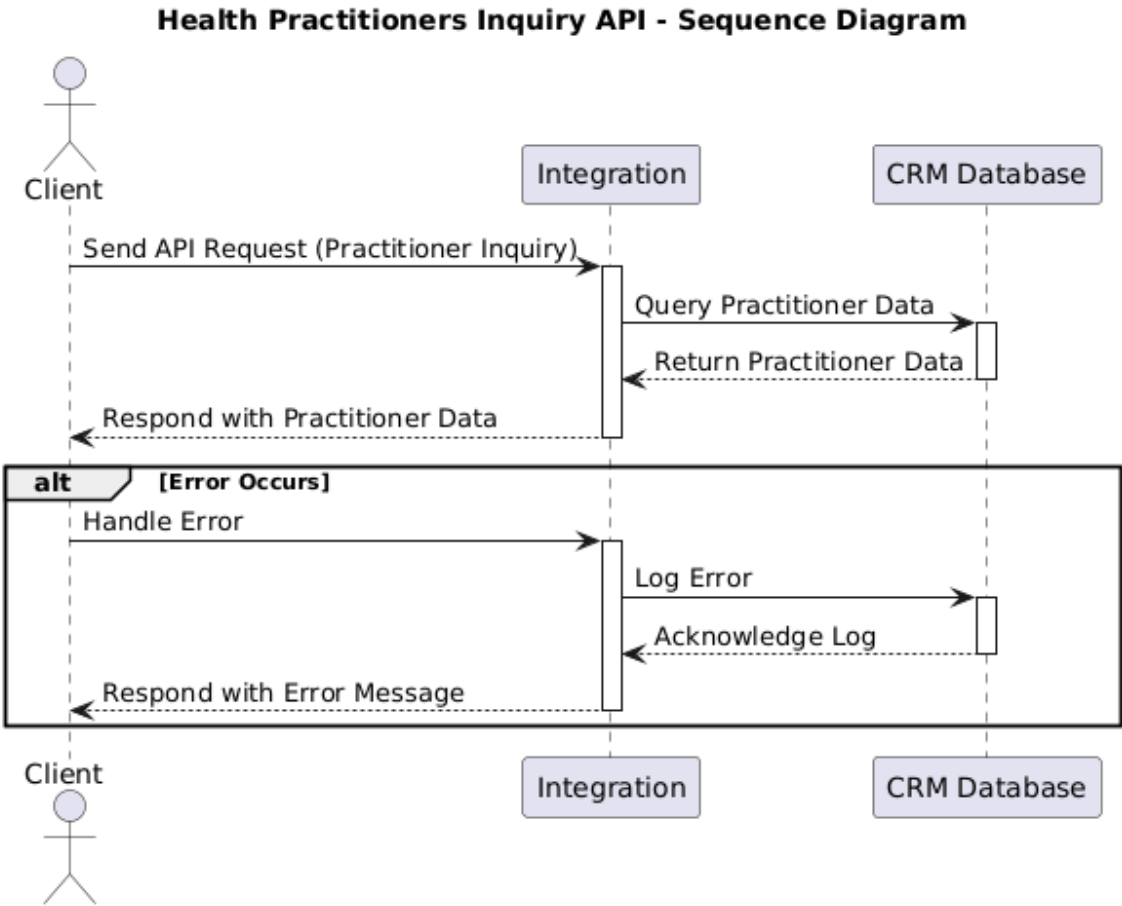 Health Practitioners Inquiry API - Sequence Diagram
Client
Integration
CRM Database
Send API Request (Practitioner Inquiry)
Query Practitioner Data
Return Practitioner Data
Respond with Practitioner Data
alt [Error Occurs]
Handle Error
Log Error
Acknowledge Log
Respond with Error Message
Client
Integration
CRM Database